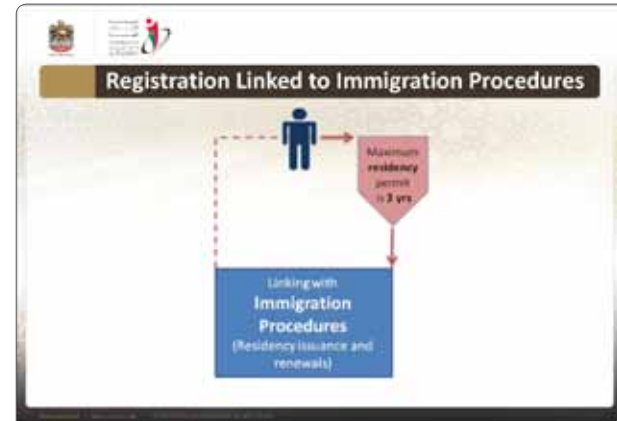 Registration Linked to Immigration Procedures
Maximum
residency
permit
is 3 yrs
Linking with
Immigration
Procedures
(Residency issuance and
renewals)